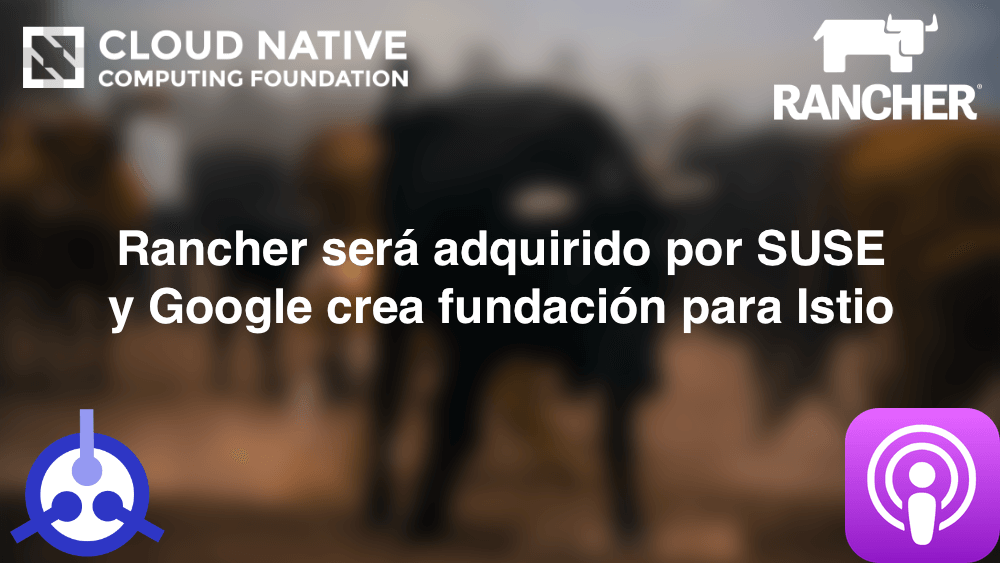 CLOUD NATIVE
COMPUTING FOUNDATION
RANCHER®
Rancher será adquirido por SUSE
y Google crea fundación para Istio